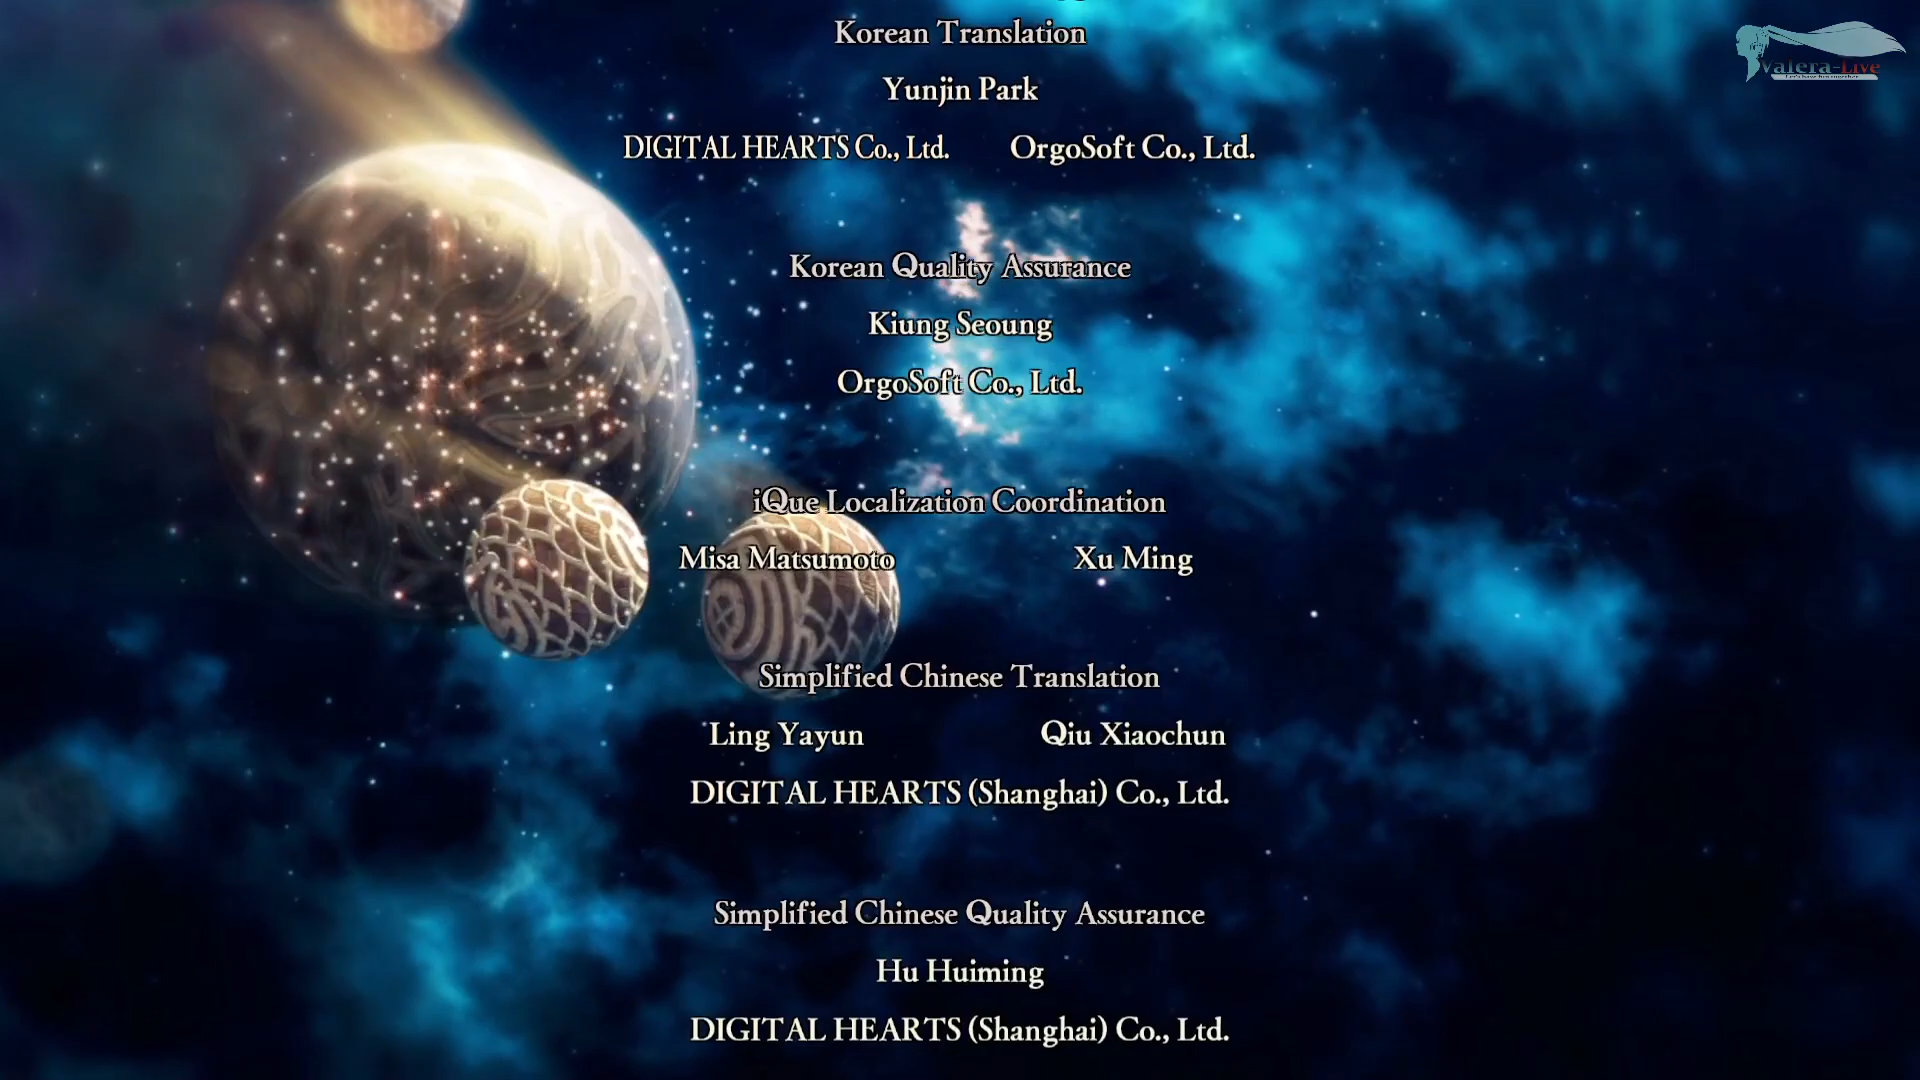 Korean Translation
Yunjin Park
DIGITAL HEARTS Co., Ltd. OrgoSoft Co., Ltd.
Korean Quality Assurance
Kiung Seoung
OrgoSoft Co., Ltd.
iQue Localization Coordination
Misa Matsumoto Xu Ming
Simplified Chinese Translation
Ling Yayun Qiu Xiaochun
DIGITAL HEARTS (Shanghai) Co., Ltd.
Simplified Chinese Quality Assurance
Hu Huiming
DIGITAL HEARTS (Shanghai) Co., Ltd.
Valera-Live